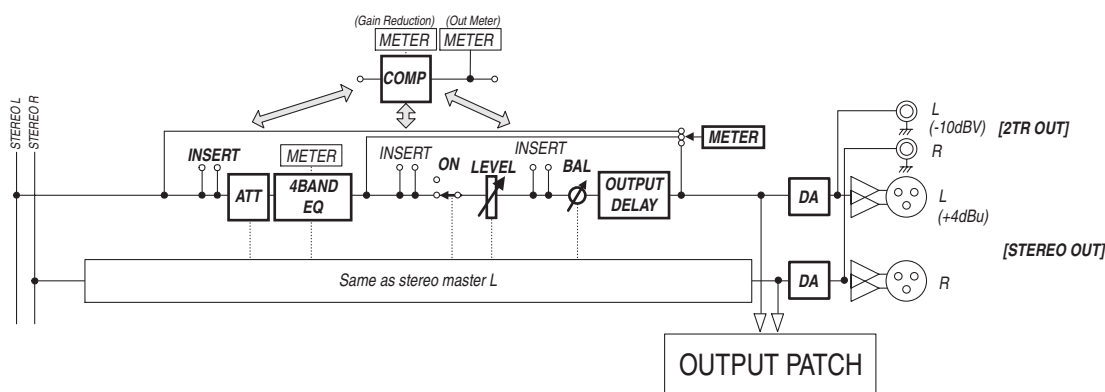 (Gain Reduction) (Out Meter)
METER METER
COMP
STEREO L
STEREO R
L
(-10dBV)
[2TR OUT]
R
METER
INSERT
METER
INSERT
ON
LEVEL
INSERT
BAL
ATT
4BAND
EQ
OUTPUT
DELAY
DA
L
(+4dBu)
[STEREO OUT]
Same as stereo master L
DA
R
OUTPUT PATCH